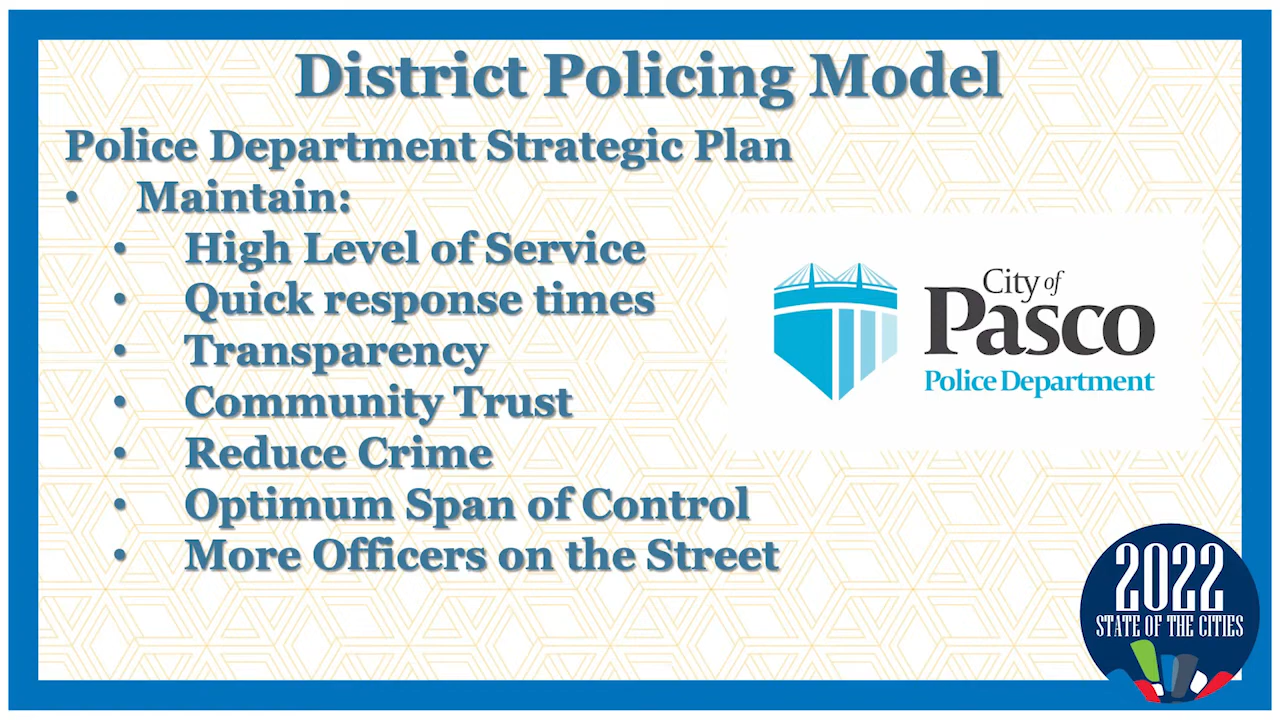 District Policing Model
Police Department Strategic Plan
• Maintain:
• High Level of Service
• Quick response times
• Transparency
• Community Trust
• Reduce Crime
• Optimum Span of Control
• More Officers on the Street
City of
Pasco
Police Department
2022
STATE OF THE CITIES